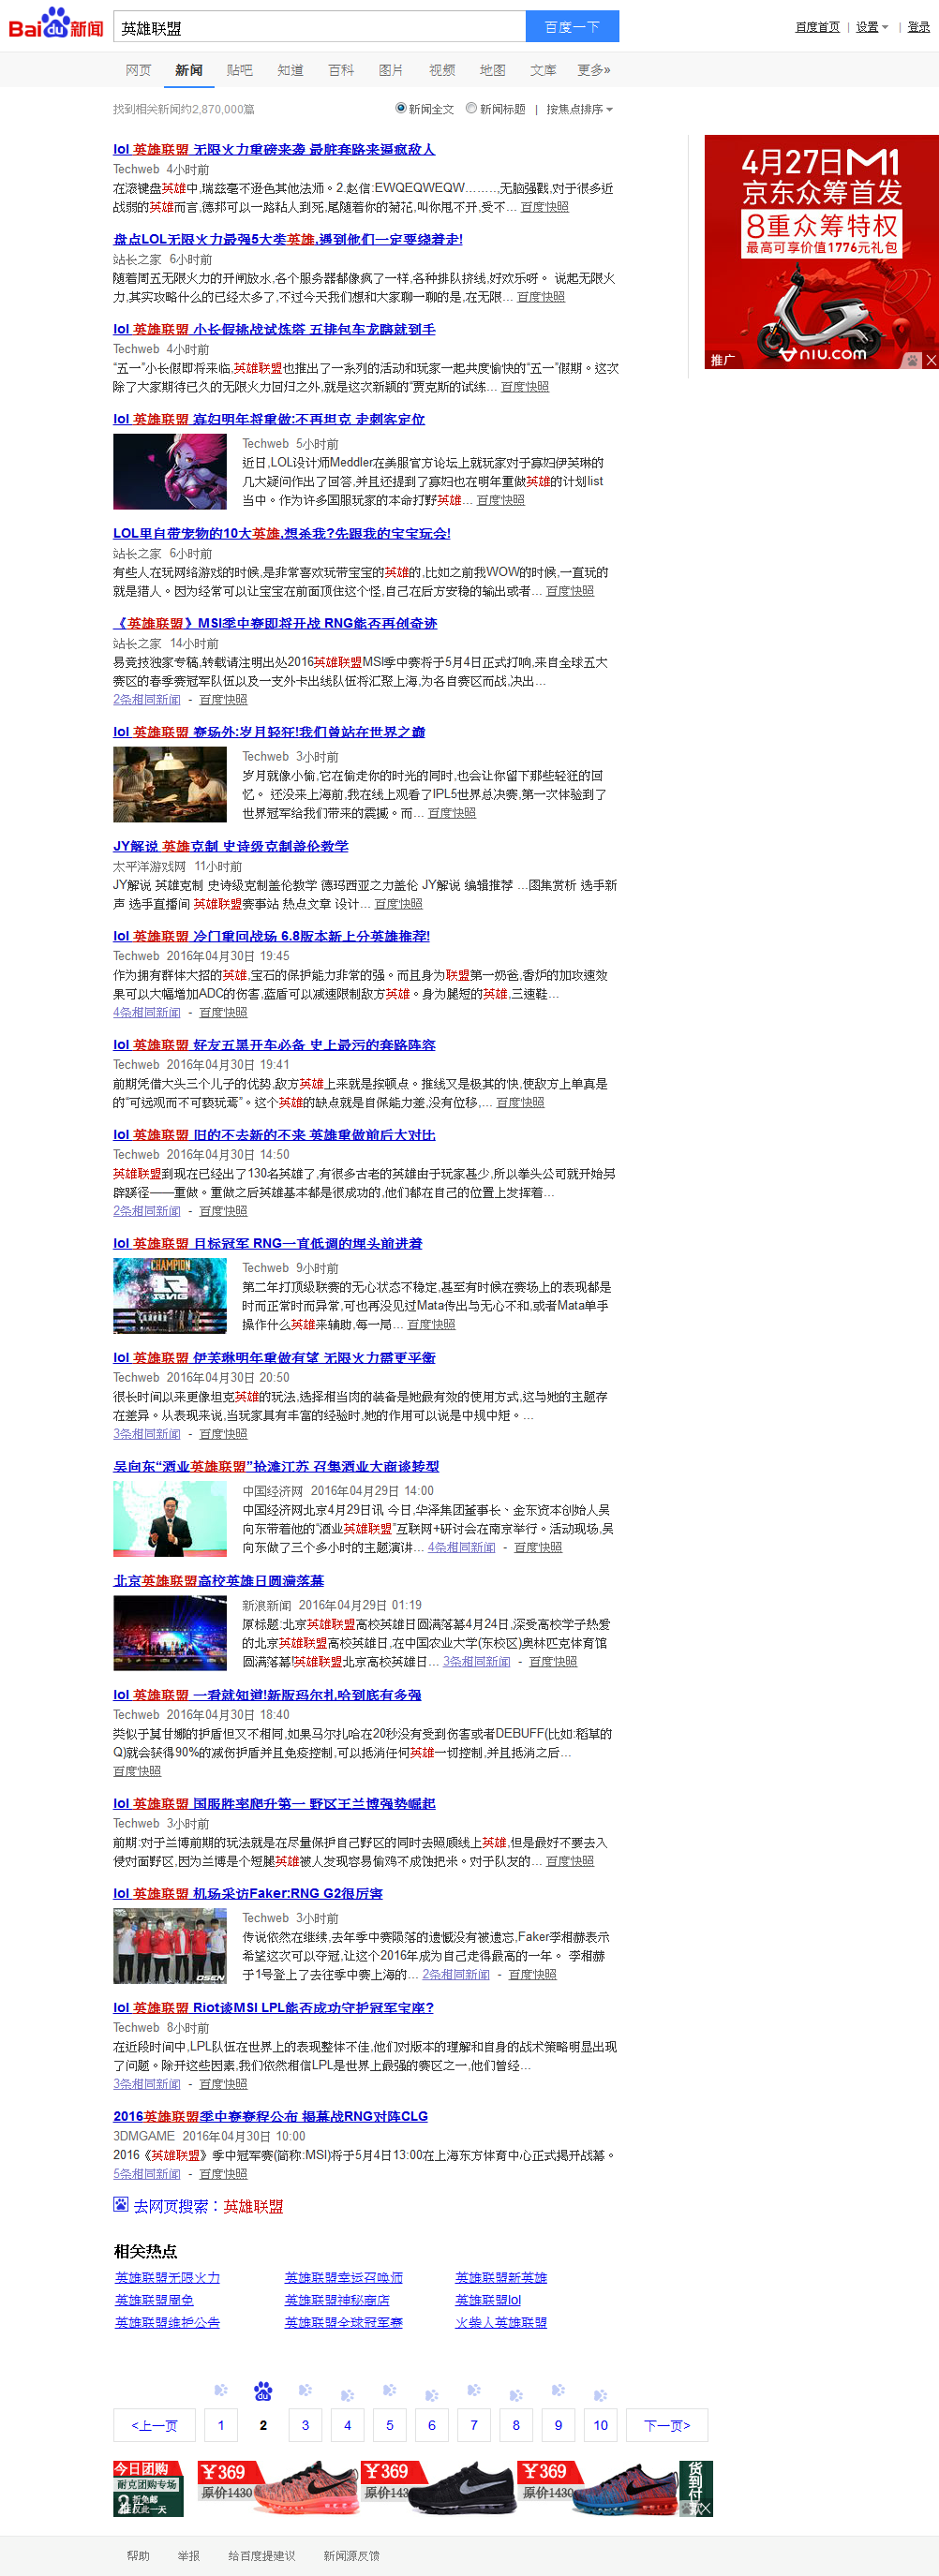 Baidu新闻 英雄联盟 百度一下 百度首页 | 设置 | 登录
网页 新闻 贴吧 知道 百科 图片 视频 地图 文库 更多»
找到相关新闻约2,870,000篇 新闻全文 新闻标题 | 按焦点排序
lol 英雄联盟 无限火力重磅来袭 最脏套路来逼疯敌人
Techweb 4小时前
在滚键盘英雄中,瑞兹毫不逊色其他法师。2.赵信:EWQEQWEQW………,无脑强戳,对于很多近
战弱的英雄而言,德邦可以一路粘人到死,尾随着你的菊花,叫你甩不开,受不... 百度快照
盘点LOL无限火力最强5大类英雄,遇到他们一定要绕着走!
站长之家 6小时前
随着周五无限火力的开闸放水,各个服务器都像疯了一样,各种排队挤线,好欢乐呀。 说起无限火
力,其实攻略什么的已经太多了,不过今天我们想和大家聊一聊的是,在无限... 百度快照
lol 英雄联盟 小长假挑战试炼塔 五排包车龙瞎就到手
Techweb 4小时前
“五一”小长假即将来临,英雄联盟也推出了一系列的活动和玩家一起共度愉快的“五一”假期。这次
除了大家期待已久的无限火力回归之外,就是这次新颖的“贾克斯的试练... 百度快照
lol 英雄联盟 寡妇明年将重做:不再坦克 走刺客定位
Techweb 5小时前
近日,LOL设计师Meddler在美服官方论坛上就玩家对于寡妇伊芙琳的
几大疑问作出了回答,并且还提到了寡妇也在明年重做英雄的计划list
当中。作为许多国服玩家的本命打野英雄... 百度快照
LOL里自带宠物的10大英雄,想杀我?先跟我的宝宝玩会!
站长之家 6小时前
有些人在玩网络游戏的时候,是非常喜欢玩带宝宝的英雄的,比如之前我WOW的时候,一直玩的
就是猎人。因为经常可以让宝宝在前面顶住这个怪,自己在后方安稳的输出或者... 百度快照
《英雄联盟》MSI季中赛即将开战 RNG能否再创奇迹
站长之家 14小时前
易竞技独家专稿,转载请注明出处2016英雄联盟MSI季中赛将于5月4日正式打响,来自全球五大
赛区的春季赛冠军队伍以及一支外卡出线队伍将汇聚上海,为各自赛区而战,决出...
2条相同新闻 - 百度快照
lol 英雄联盟 赛场外:岁月轻狂!我们曾站在世界之巅
Techweb 3小时前
岁月就像小偷,它在偷走你的时光的同时,也会让你留下那些轻狂的回
忆。 还没来上海前,我在线上观看了IPL5世界总决赛,第一次体验到了
世界冠军给我们带来的震撼。而... 百度快照
JY解说 英雄克制 史诗级克制盖伦教学
太平洋游戏网 11小时前
JY解说 英雄克制 史诗级克制盖伦教学 德玛西亚之力盖伦 JY解说 编辑推荐 ...图集赏析 选手新
声 选手直播间 英雄联盟赛事站 热点文章 设计... 百度快照
lol 英雄联盟 冷门重回战场 6.8版本新上分英雄推荐!
Techweb 2016年04月30日 19:45
作为拥有群体大招的英雄,宝石的保护能力非常的强。而且身为联盟第一奶爸,香炉的加攻速效
果可以大幅增加ADC的伤害,蓝盾可以减速限制敌方英雄。身为腿短的英雄,三速鞋...
4条相同新闻 - 百度快照
lol 英雄联盟 好友五黑开车必备 史上最污的套路阵容
Techweb 2016年04月30日 19:41
前期凭借大头三个儿子的优势,敌方英雄上来就是挨顿点。推线又是极其的快,使敌方上单真是
的“可远观而不可亵玩焉”。这个英雄的缺点就是自保能力差,没有位移,... 百度快照
lol 英雄联盟 旧的不去新的不来 英雄重做前后大对比
Techweb 2016年04月30日 14:50
英雄联盟到现在已经出了130名英雄了,有很多古老的英雄由于玩家甚少,所以拳头公司就开始另
辟蹊径——重做。重做之后英雄基本都是很成功的,他们都在自己的位置上发挥着...
2条相同新闻 - 百度快照
lol 英雄联盟 目标冠军 RNG一直低调的埋头前进着
Techweb 9小时前
第二年打顶级联赛的无心状态不稳定,甚至有时候在赛场上的表现都是
时而正常时而异常,可也再没见过Mata传出与无心不和,或者Mata单手
操作什么英雄来辅助,每一局... 百度快照
lol 英雄联盟 伊芙琳明年重做有望 无限火力需更平衡
Techweb 2016年04月30日 20:50
很长时间以来更像坦克英雄的玩法,选择相当肉的装备是她最有效的使用方式,这与她的主题存
在差异。从表现来说,当玩家具有丰富的经验时,她的作用可以说是中规中矩。...
3条相同新闻 - 百度快照
吴向东“酒业英雄联盟”抢滩江苏 召集酒业大商谈转型
中国经济网 2016年04月29日 14:00
中国经济网北京4月29日讯 今日,华泽集团董事长、金东资本创始人吴
向东带着他的“酒业英雄联盟”互联网+研讨会在南京举行。活动现场,吴
向东做了三个多小时的主题演讲... 4条相同新闻 - 百度快照
北京英雄联盟高校英雄日圆满落幕
新浪新闻 2016年04月29日 01:19
原标题:北京英雄联盟高校英雄日圆满落幕4月24日,深受高校学子热爱
的北京英雄联盟高校英雄日,在中国农业大学(东校区)奥林匹克体育馆
圆满落幕!英雄联盟北京高校英雄日... 3条相同新闻 - 百度快照
lol 英雄联盟 一看就知道!新版玛尔扎哈到底有多强
Techweb 2016年04月30日 18:40
类似于莫甘娜的护盾但又不相同,如果马尔扎哈在20秒没有受到伤害或者DEBUFF(比如:稻草的
Q)就会获得90%的减伤护盾并且免疫控制,可以抵消任何英雄一切控制,并且抵消之后...
百度快照
lol 英雄联盟 国服胜率爬升第一 野区王兰博强势崛起
Techweb 3小时前
前期:对于兰博前期的玩法就是在尽量保护自己野区的同时去照顾线上英雄,但是最好不要去入
侵对面野区,因为兰博是个短腿英雄被人发现容易偷鸡不成蚀把米。对于队友的... 百度快照
lol 英雄联盟 机场采访Faker:RNG G2很厉害
Techweb 3小时前
传说依然在继续,去年季中赛陨落的遗憾没有被遗忘,Faker李相赫表示
希望这次可以夺冠,让这个2016年成为自己走得最高的一年。 李相赫
于1号登上了去往季中赛上海的... 2条相同新闻 - 百度快照
lol 英雄联盟 Riot谈MSI LPL能否成功守护冠军宝座?
Techweb 8小时前
在近段时间中,LPL队伍在世界上的表现整体不佳,他们对版本的理解和自身的战术策略明显出现
了问题。除开这些因素,我们依然相信LPL是世界上最强的赛区之一,他们曾经...
3条相同新闻 - 百度快照
2016英雄联盟季中赛赛程公布 揭幕战RNG对阵CLG
3DMGAME 2016年04月30日 10:00
2016《英雄联盟》季中冠军赛(简称:MSI)将于5月4日13:00在上海东方体育中心正式揭开战幕。
5条相同新闻 - 百度快照
去网页搜索:英雄联盟
相关热点
英雄联盟无限火力 英雄联盟幸运召唤师 英雄联盟新英雄
英雄联盟周免 英雄联盟神秘商店 英雄联盟lol
英雄联盟维护公告 英雄联盟全球冠军赛 火柴人英雄联盟
<上一页 1 2 3 4 5 6 7 8 9 10 下一页>
4月27日M1
京东众筹首发
8重众筹特权
最高可享价值1776元礼包
niu.com
推广
CHAMPION
OSEN
今日团购 ¥369 ¥369 ¥369 货到付款
耐克团购专场 原价1430 原价1430 原价1430
帮助 举报 给百度提建议 新闻源反馈